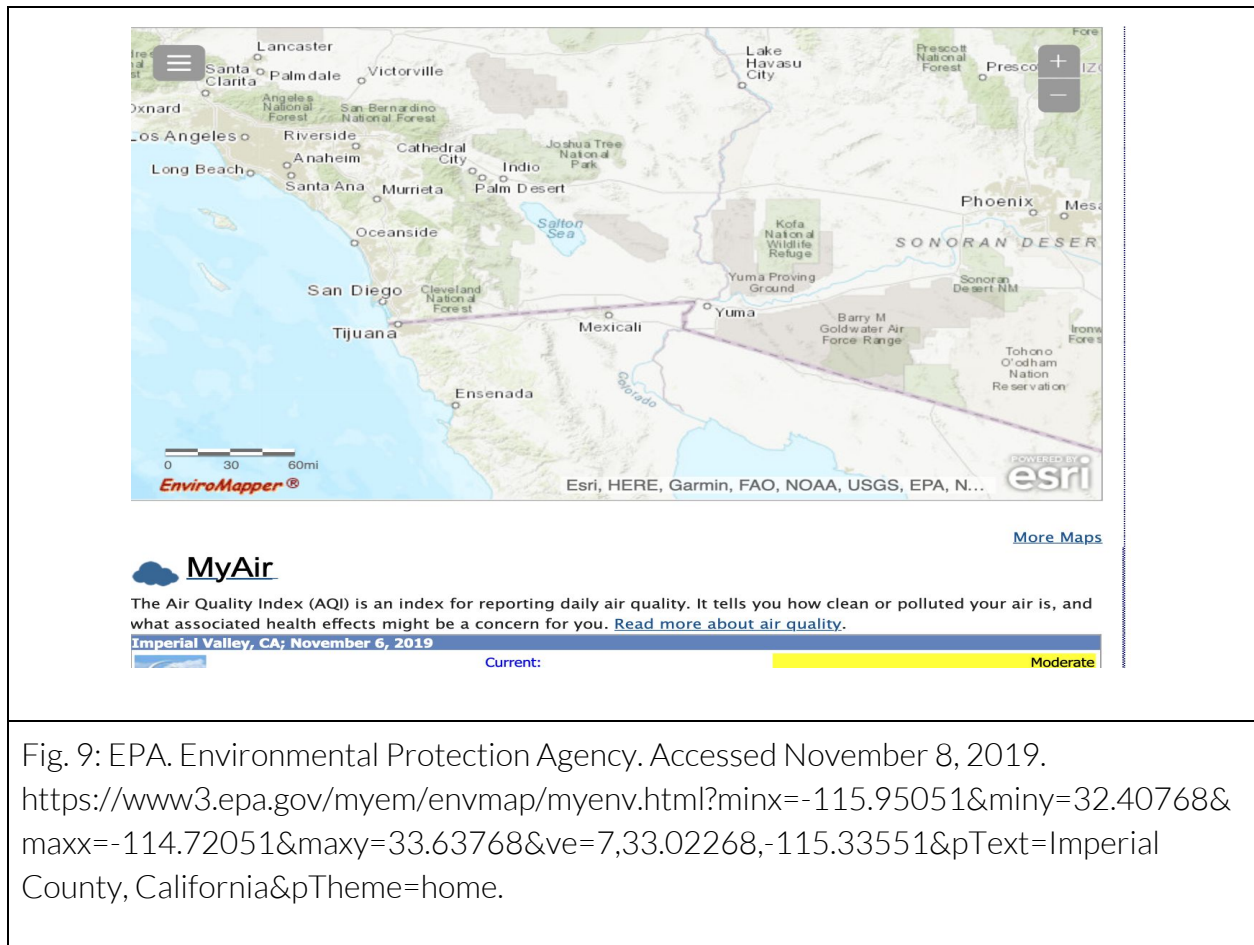 Lancaster
Santa
Clarita
Palmdale
Victorville
Lake
Havasu
City
Prescott
National
Forest
Presco
Fore
Oxnard
Angeles
National
Forest
San Bernardino
National Forest
Los Angeles
Riverside
Cathedral
City
Joshua Tree
National
Park
Long Beach
Anaheim
Indio
Santa Ana
Murrieta
Palm Desert
Phoenix
Mesa
Oceanside
Salton
Sea
Kofa
National
Wildlife
Refuge
SONORAN DESER
San Diego
Cleveland
National
Forest
Yuma Proving
Ground
Sonoran
Desert NM
Tijuana
Mexicali
Yuma
Barry M
Goldwater Air
Force Range
Ironw
Fores
Tohono
O'odham
Nation
Reservation
Ensenada
Colorado
0 30 60mi
EnviroMapper ®
Esri, HERE, Garmin, FAO, NOAA, USGS, EPA, N...
POWERED BY
esri
More Maps
MyAir
The Air Quality Index (AQI) is an index for reporting daily air quality. It tells you how clean or polluted your air is, and
what associated health effects might be a concern for you. Read more about air quality.
Imperial Valley, CA; November 6, 2019
Current: Moderate
Fig. 9: EPA. Environmental Protection Agency. Accessed November 8, 2019.
https://www3.epa.gov/myem/envmap/myenv.html?minx=-115.95051&miny=32.40768&
maxx=-114.72051&maxy=33.63768&ve=7,33.02268,-115.33551&pText=Imperial
County, California&pTheme=home.